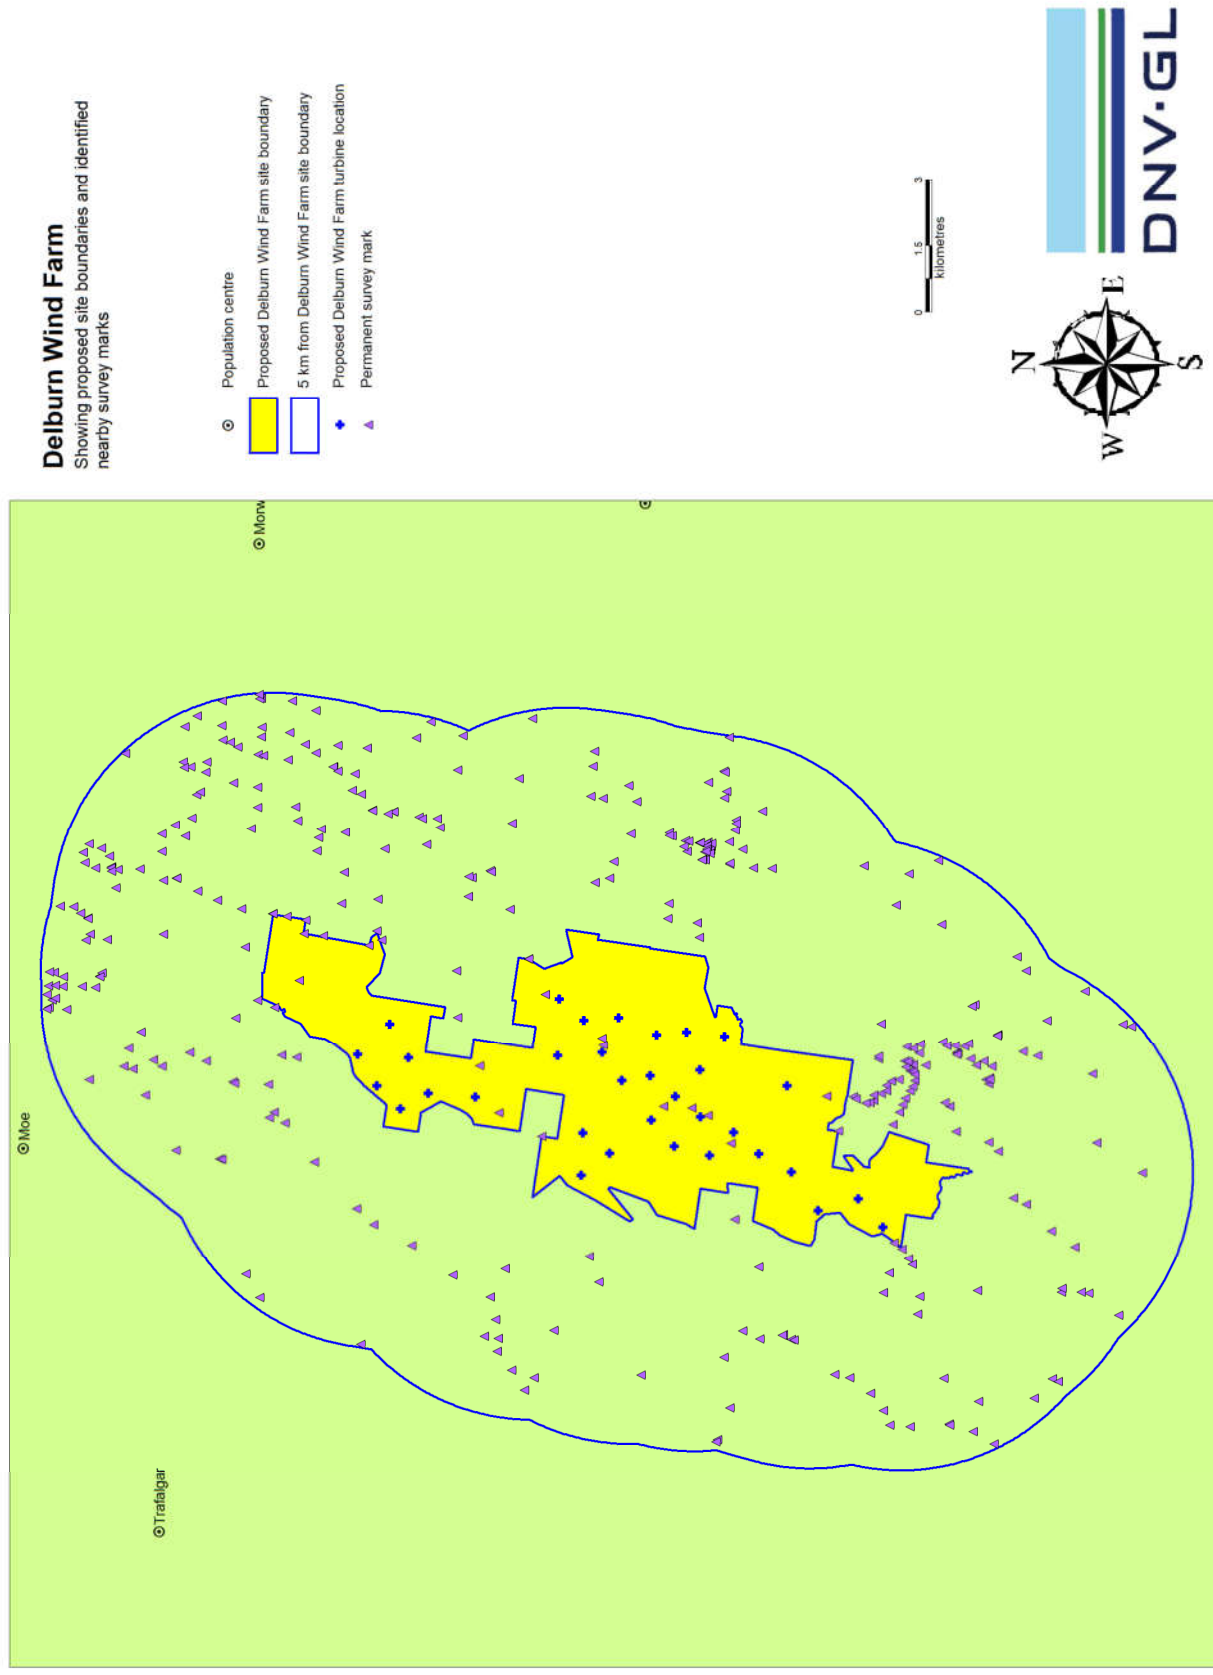 Delburn Wind Farm
Showing proposed site boundaries and identified
nearby survey marks
Population centre
Proposed Delburn Wind Farm site boundary
5 km from Delburn Wind Farm site boundary
Proposed Delburn Wind Farm turbine location
Permanent survey mark
0 1.5 3
kilometres
N
W E
S
DNV·GL
Moe
Morw
Trafalgar